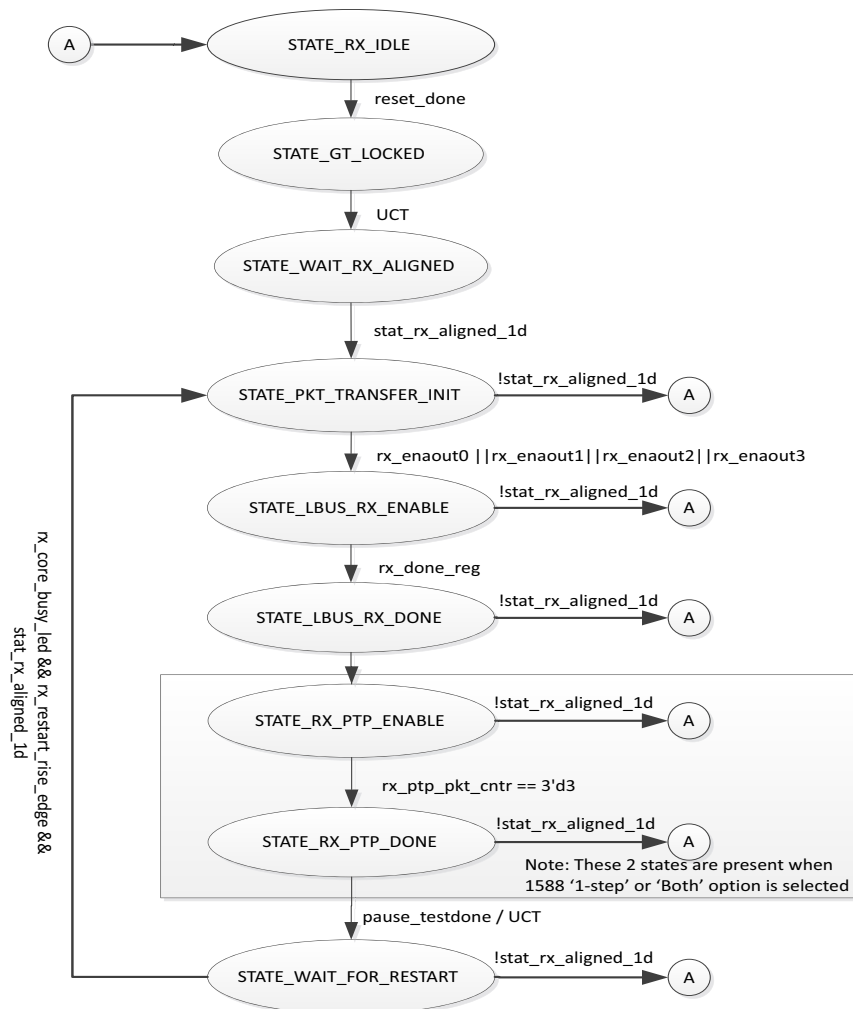 A
STATE_RX_IDLE
reset_done
STATE_GT_LOCKED
UCT
STATE_WAIT_RX_ALIGNED
stat_rx_aligned_1d
STATE_PKT_TRANSFER_INIT
!stat_rx_aligned_1d
A
rx_enaout0 ||rx_enaout1||rx_enaout2||rx_enaout3
STATE_LBUS_RX_ENABLE
!stat_rx_aligned_1d
A
rx_done_reg
STATE_LBUS_RX_DONE
!stat_rx_aligned_1d
A
rx_core_busy_led && rx_restart_rise_edge &&
stat_rx_aligned_1d
STATE_RX_PTP_ENABLE
!stat_rx_aligned_1d
A
rx_ptp_pkt_cntr == 3'd3
STATE_RX_PTP_DONE
!stat_rx_aligned_1d
A
Note: These 2 states are present when
1588 ‘1-step’ or ‘Both’ option is selected
pause_testdone / UCT
STATE_WAIT_FOR_RESTART
!stat_rx_aligned_1d
A